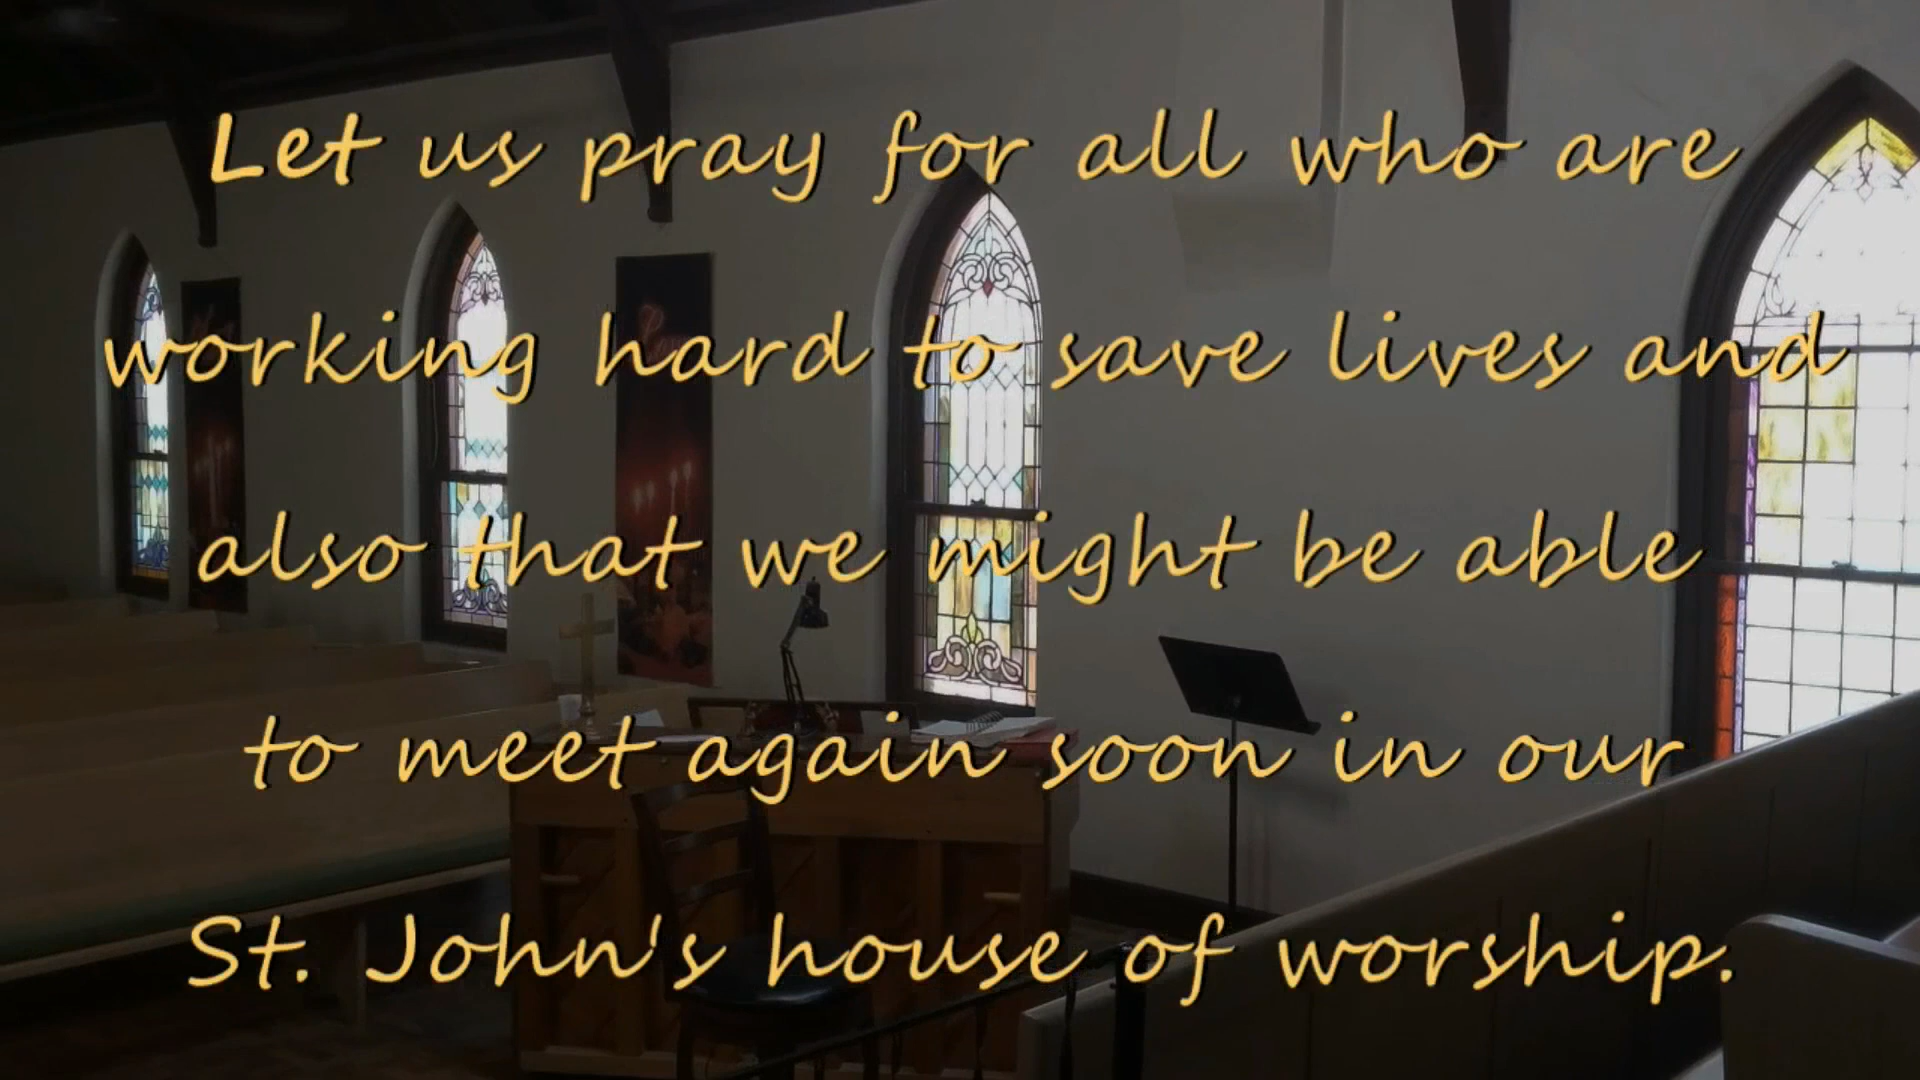 Let us pray for all who are
working hard to save lives and
also that we might be able
to meet again soon in our
St. John's house of worship.